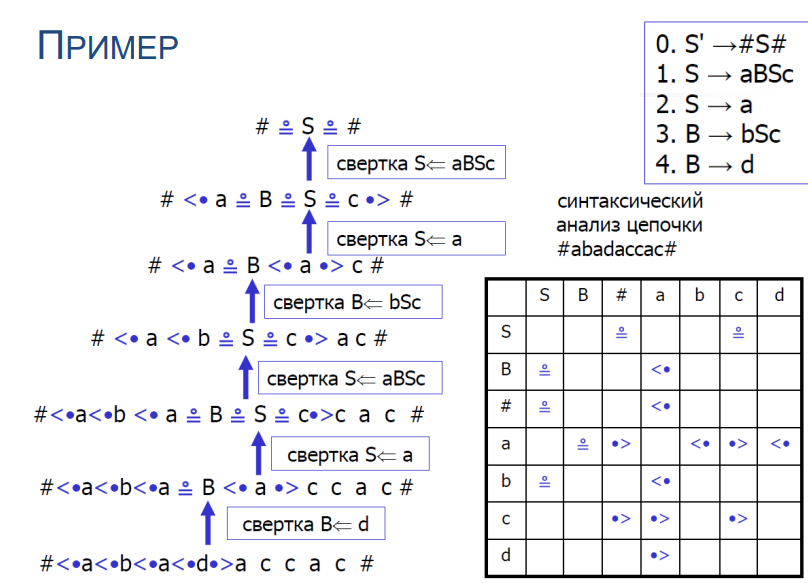 ПРИМЕР
0. S' →#S#
1. S → aBSc
2. S → a
3. B → bSc
4. B → d
# ≗ S ≗ #
свертка S⇐ aBSc
# <• a ≗ B ≗ S ≗ c •> #
синтаксический
анализ цепочки
#abadaccac#
свертка S⇐ a
# <• a ≗ B <• a •> c #
свертка B⇐ bSc
# <• a <• b ≗ S ≗ c •> a c #
свертка S⇐ aBSc
#<•a<•b <• a ≗ B ≗ S ≗ c•>c a c #
свертка S⇐ a
#<•a<•b<•a ≗ B <• a •> c c a c #
свертка B⇐ d
#<•a<•b<•a<•d•>a c c a c #
S B # a b c d
S ≗ ≗
B ≗ <•
# ≗ <•
a ≗ •> <• •> <•
b ≗ <•
c •> •> •>
d •>